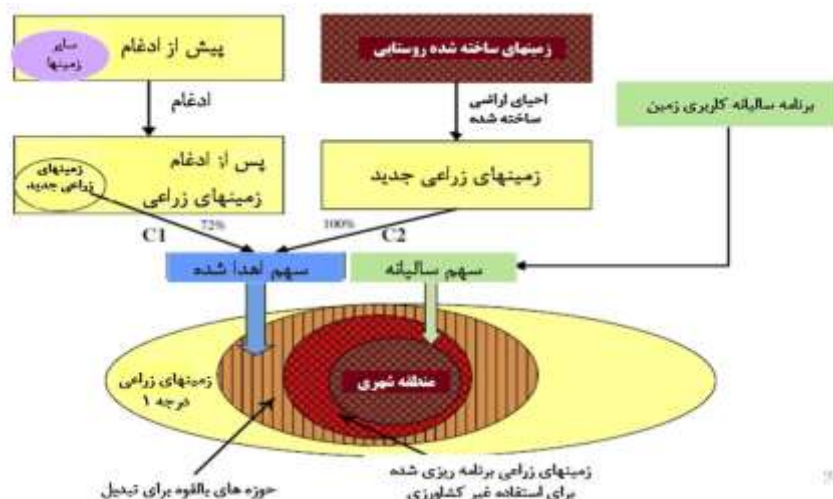 پیش از ادغام
سایر
زمینها
زمینهای ساخته شده روستایی
ادغام
احیای اراضی
ساخته شده
برنامه سالیانه کاربری زمین
پس از ادغام
زمینهای زراعی
زمینهای
زراعی جدید
زمینهای زراعی جدید
72%
100%
C1
C2
سهم اهدا شده
سهم سالیانه
منطقه شهری
زمینهای زراعی
درجه ۱
حوزه های بالقوه برای تبدیل
زمینهای زراعی برنامه ریزی شده
برای استفاده غیر کشاورزی